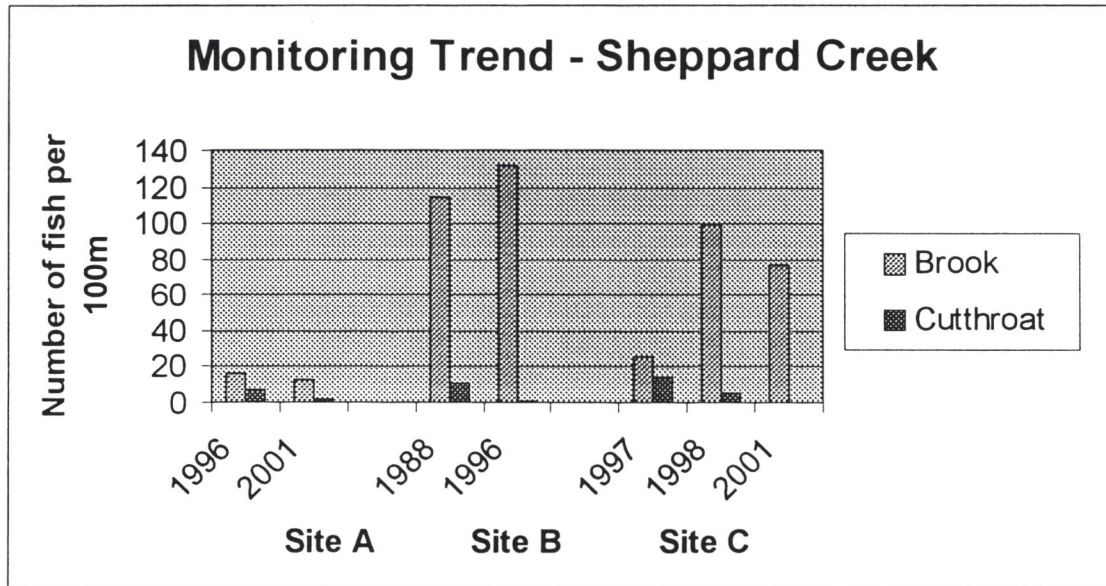 Monitoring Trend - Sheppard Creek
Number of fish per
100m
140
120
100
80
60
40
20
0
1996
2001
1988
1996
1997
1998
2001
Site A
Site B
Site C
Brook
Cutthroat